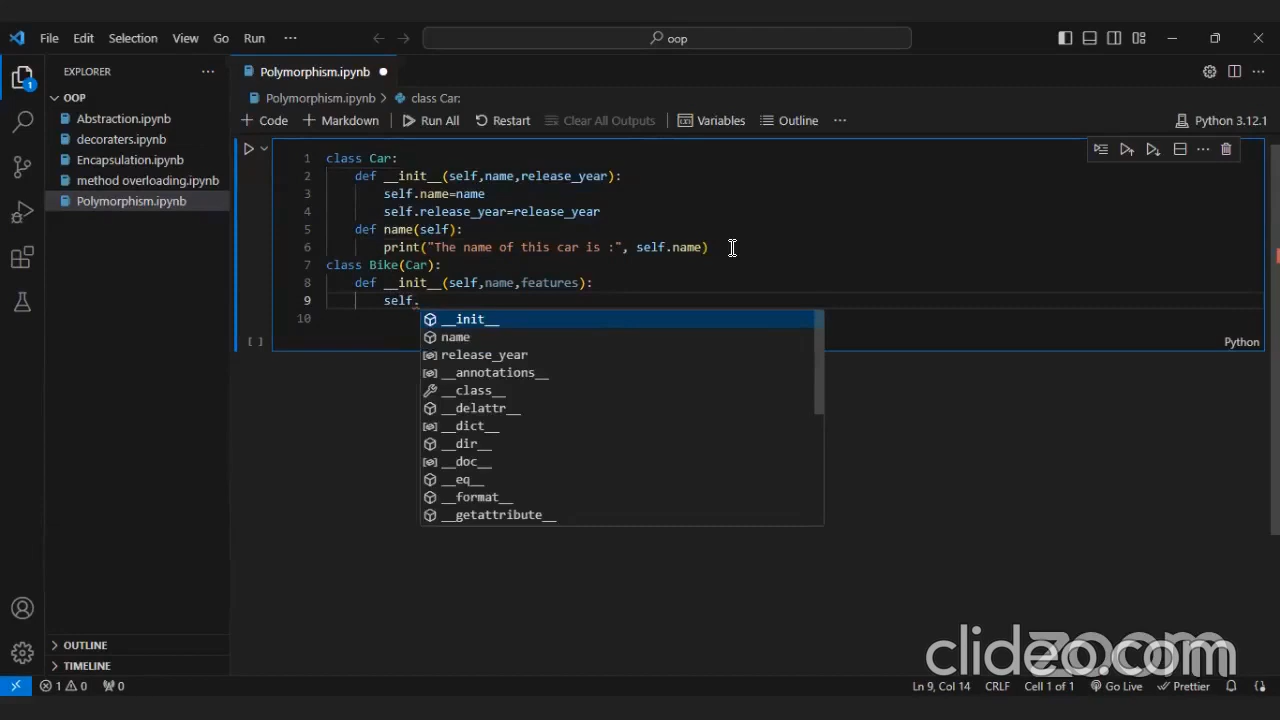 File Edit Selection View Go Run ··· oop
EXPLORER ···
Polymorphism.ipynb
OOP
Polymorphism.ipynb > class Car:
Abstraction.ipynb
decoraters.ipynb
Encapsulation.ipynb
method overloading.ipynb
Polymorphism.ipynb
+ Code + Markdown Run All Restart Clear All Outputs Variables Outline ··· Python 3.12.1
1 class Car:
2 def __init__(self,name,release_year):
3 self.name=name
4 self.release_year=release_year
5 def name(self):
6 print("The name of this car is :", self.name)
7 class Bike(Car):
8 def __init__(self,name,features):
9 self.
10
__init__
name
release_year
__annotations__
__class__
__delattr__
__dict__
__dir__
__doc__
__eq__
__format__
__getattribute__
[ ] Python
OUTLINE
TIMELINE
clideo.com
zoom
1 0 0 Ln 9, Col 14 CRLF Cell 1 of 1 Go Live Prettier
1